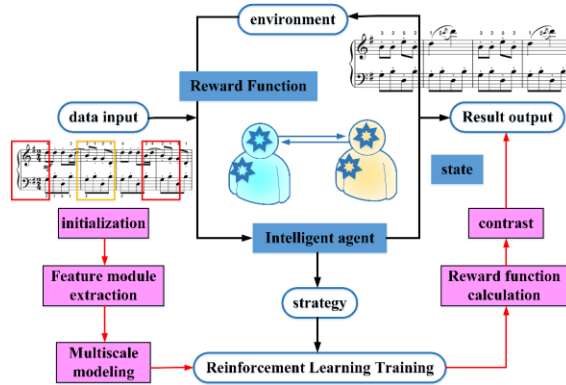 environment
Reward Function
data input
Result output
state
initialization
Intelligent agent
contrast
Feature module
extraction
strategy
Reward function
calculation
Multiscale
modeling
Reinforcement Learning Training